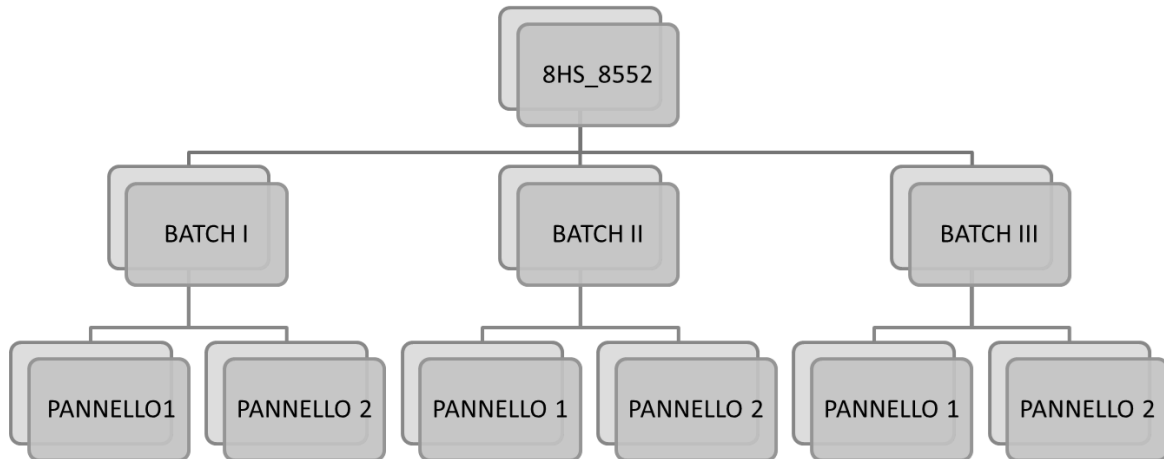 8HS_8552
BATCH I
BATCH II
BATCH III
PANNELLO1
PANNELLO 2
PANNELLO 1
PANNELLO 2
PANNELLO 1
PANNELLO 2